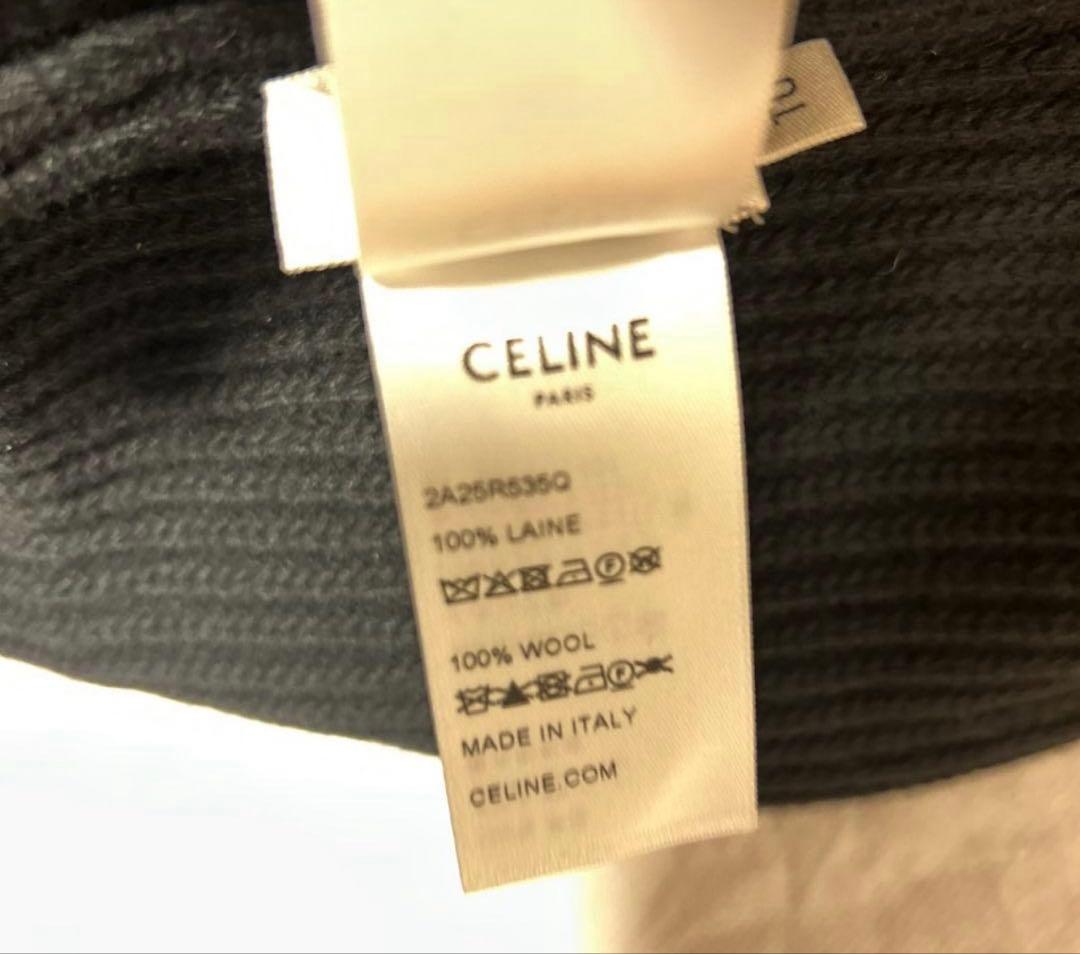 CELINE
PARIS
2A25R535Q
100% LAINE
100% WOOL
MADE IN ITALY
CELINE.COM